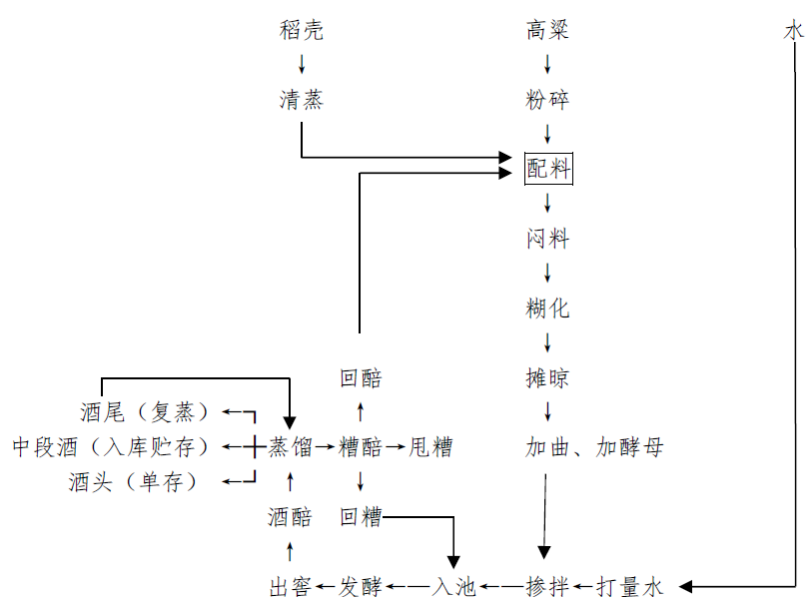 稻壳 高粱 水
清蒸 粉碎
配料
闷料
糊化
回醅 摊晾
酒尾（复蒸）
中段酒（入库贮存） 蒸馏 糟醅 甩糟 加曲、加酵母
酒头（单存）
酒醅 回糟
出窖 发酵 入池 掺拌 打量水